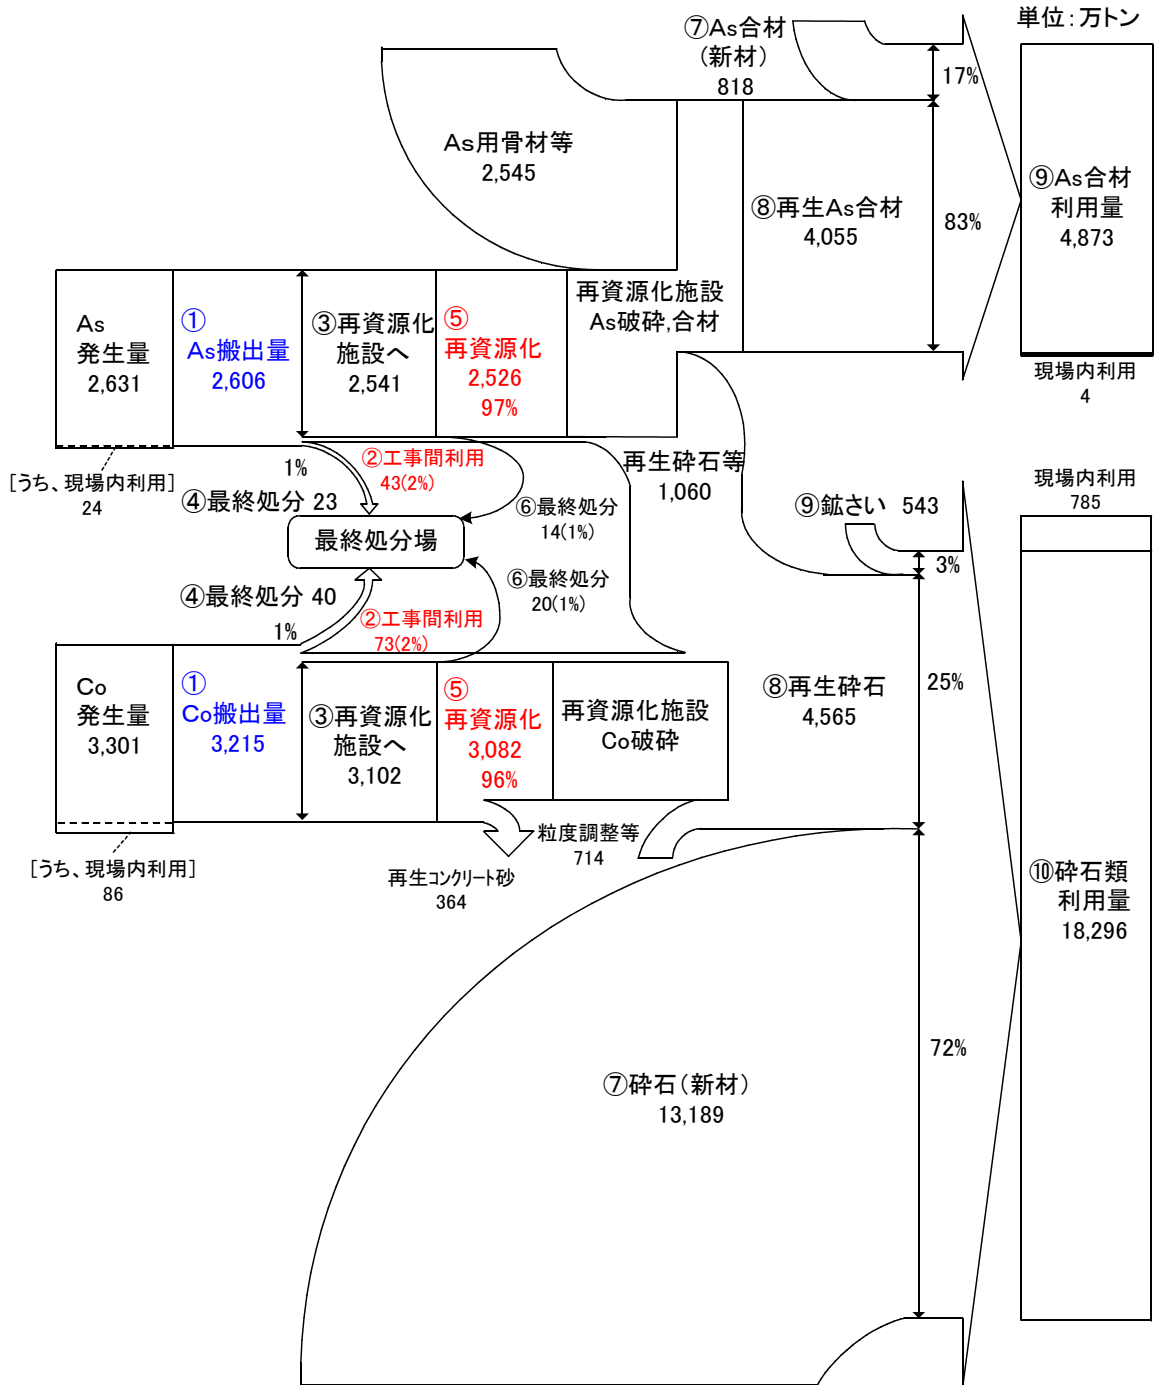 単位：万トン
⑦As合材
（新材）
818
17%
As用骨材等
2,545
⑧再生As合材
4,055
83%
⑨As合材
利用量
4,873
現場内利用
4
As
発生量
2,631
①
As搬出量
2,606
③再資源化
施設へ
2,541
⑤
再資源化
2,526
97%
再資源化施設
As破砕,合材
[うち、現場内利用]
24
1%
④最終処分 23
②工事間利用
43(2%)
再生砕石等
1,060
⑥最終処分
14(1%)
最終処分場
⑨鉱さい 543
3%
現場内利用
785
④最終処分 40
1%
②工事間利用
73(2%)
⑥最終処分
20(1%)
Co
発生量
3,301
①
Co搬出量
3,215
③再資源化
施設へ
3,102
⑤
再資源化
3,082
96%
再資源化施設
Co破砕
⑧再生砕石
4,565
25%
[うち、現場内利用]
86
再生コンクリート砂
364
粒度調整等
714
⑩砕石類
利用量
18,296
⑦砕石（新材）
13,189
72%